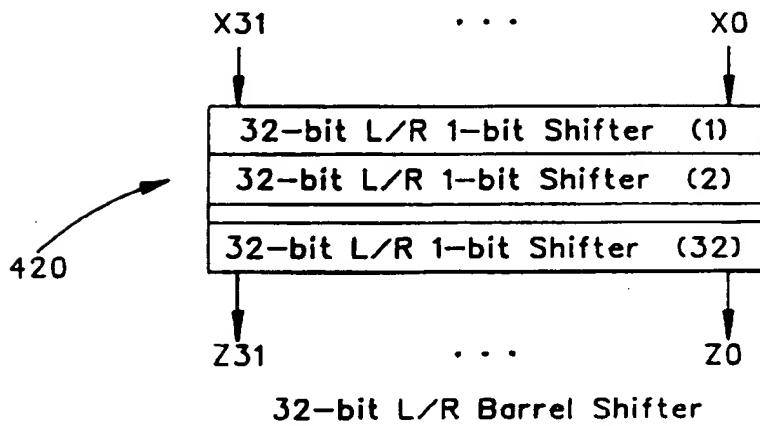 X31 · · · X0
32-bit L/R 1-bit Shifter (1)
32-bit L/R 1-bit Shifter (2)
32-bit L/R 1-bit Shifter (32)
420
Z31 · · · Z0
32-bit L/R Barrel Shifter